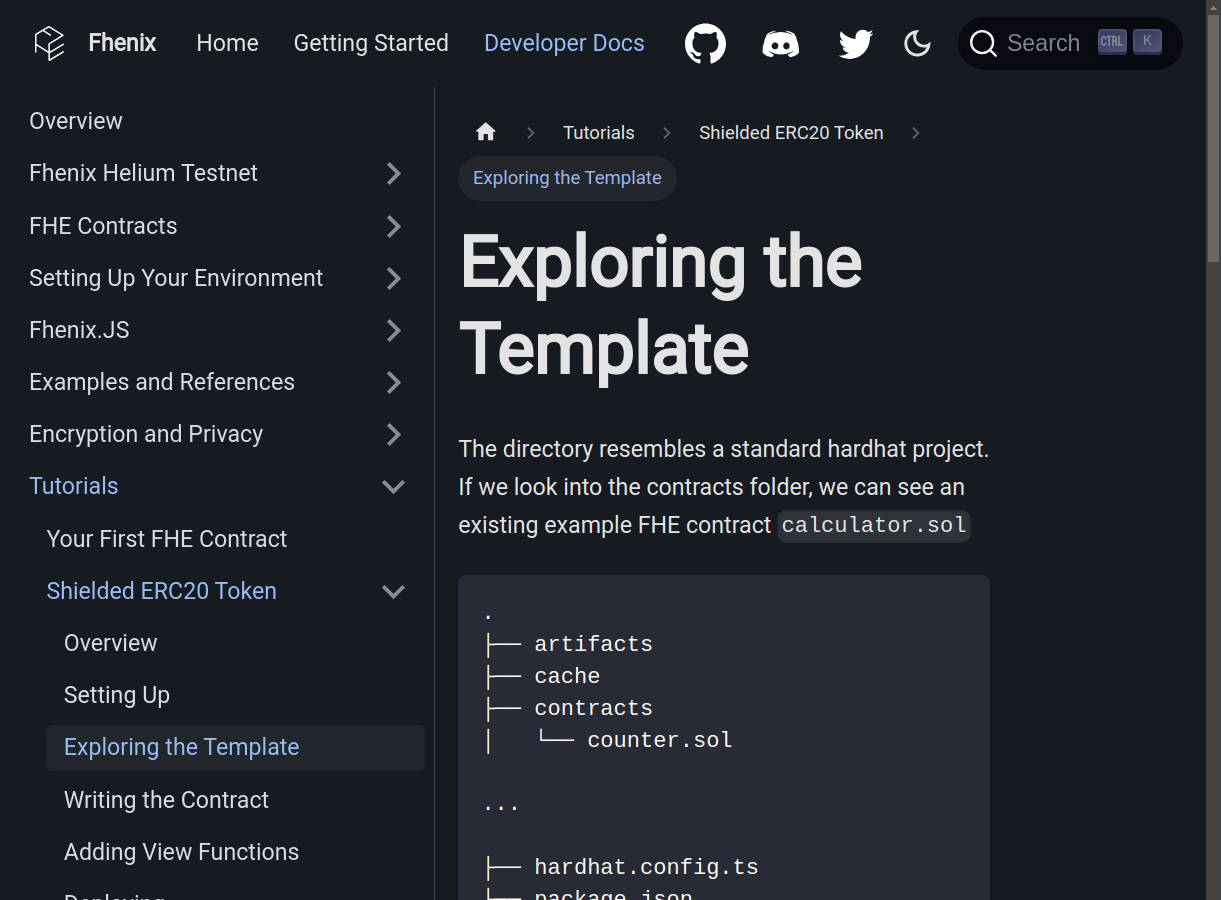 Fhenix Home Getting Started Developer Docs Search CTRL K
Overview
Fhenix Helium Testnet
FHE Contracts
Setting Up Your Environment
Fhenix.JS
Examples and References
Encryption and Privacy
Tutorials
Your First FHE Contract
Shielded ERC20 Token
Overview
Setting Up
Exploring the Template
Writing the Contract
Adding View Functions
Deploying
Tutorials Shielded ERC20 Token
Exploring the Template
Exploring the
Template
The directory resembles a standard hardhat project.
If we look into the contracts folder, we can see an
existing example FHE contract calculator.sol
.
├── artifacts
├── cache
├── contracts
│   └── counter.sol
...
├── hardhat.config.ts
├── package.json